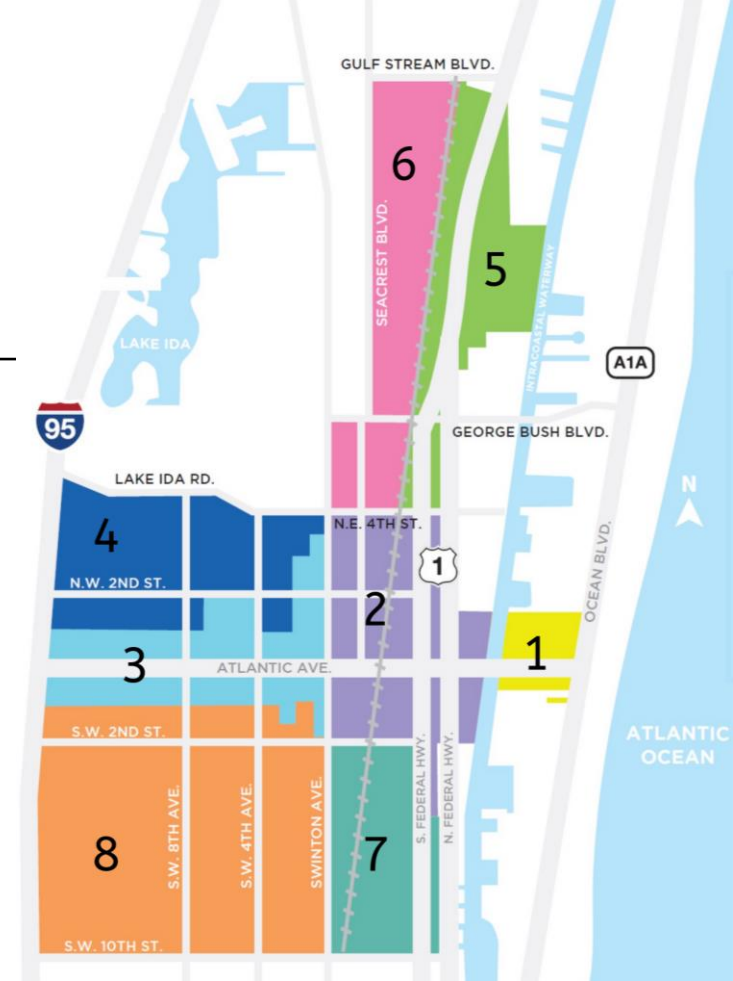 GULF STREAM BLVD.
6
SEACREST BLVD.
5
INTRACOASTAL WATERWAY
LAKE IDA
A1A
95
GEORGE BUSH BLVD.
LAKE IDA RD.
N
4
N.E. 4TH ST.
1
OCEAN BLVD.
N.W. 2ND ST.
2
3
ATLANTIC AVE.
1
S.W. 2ND ST.
ATLANTIC
OCEAN
S.W. 8TH AVE.
S.W. 4TH AVE.
SWINTON AVE.
S. FEDERAL HWY.
N. FEDERAL HWY.
8
7
S.W. 10TH ST.